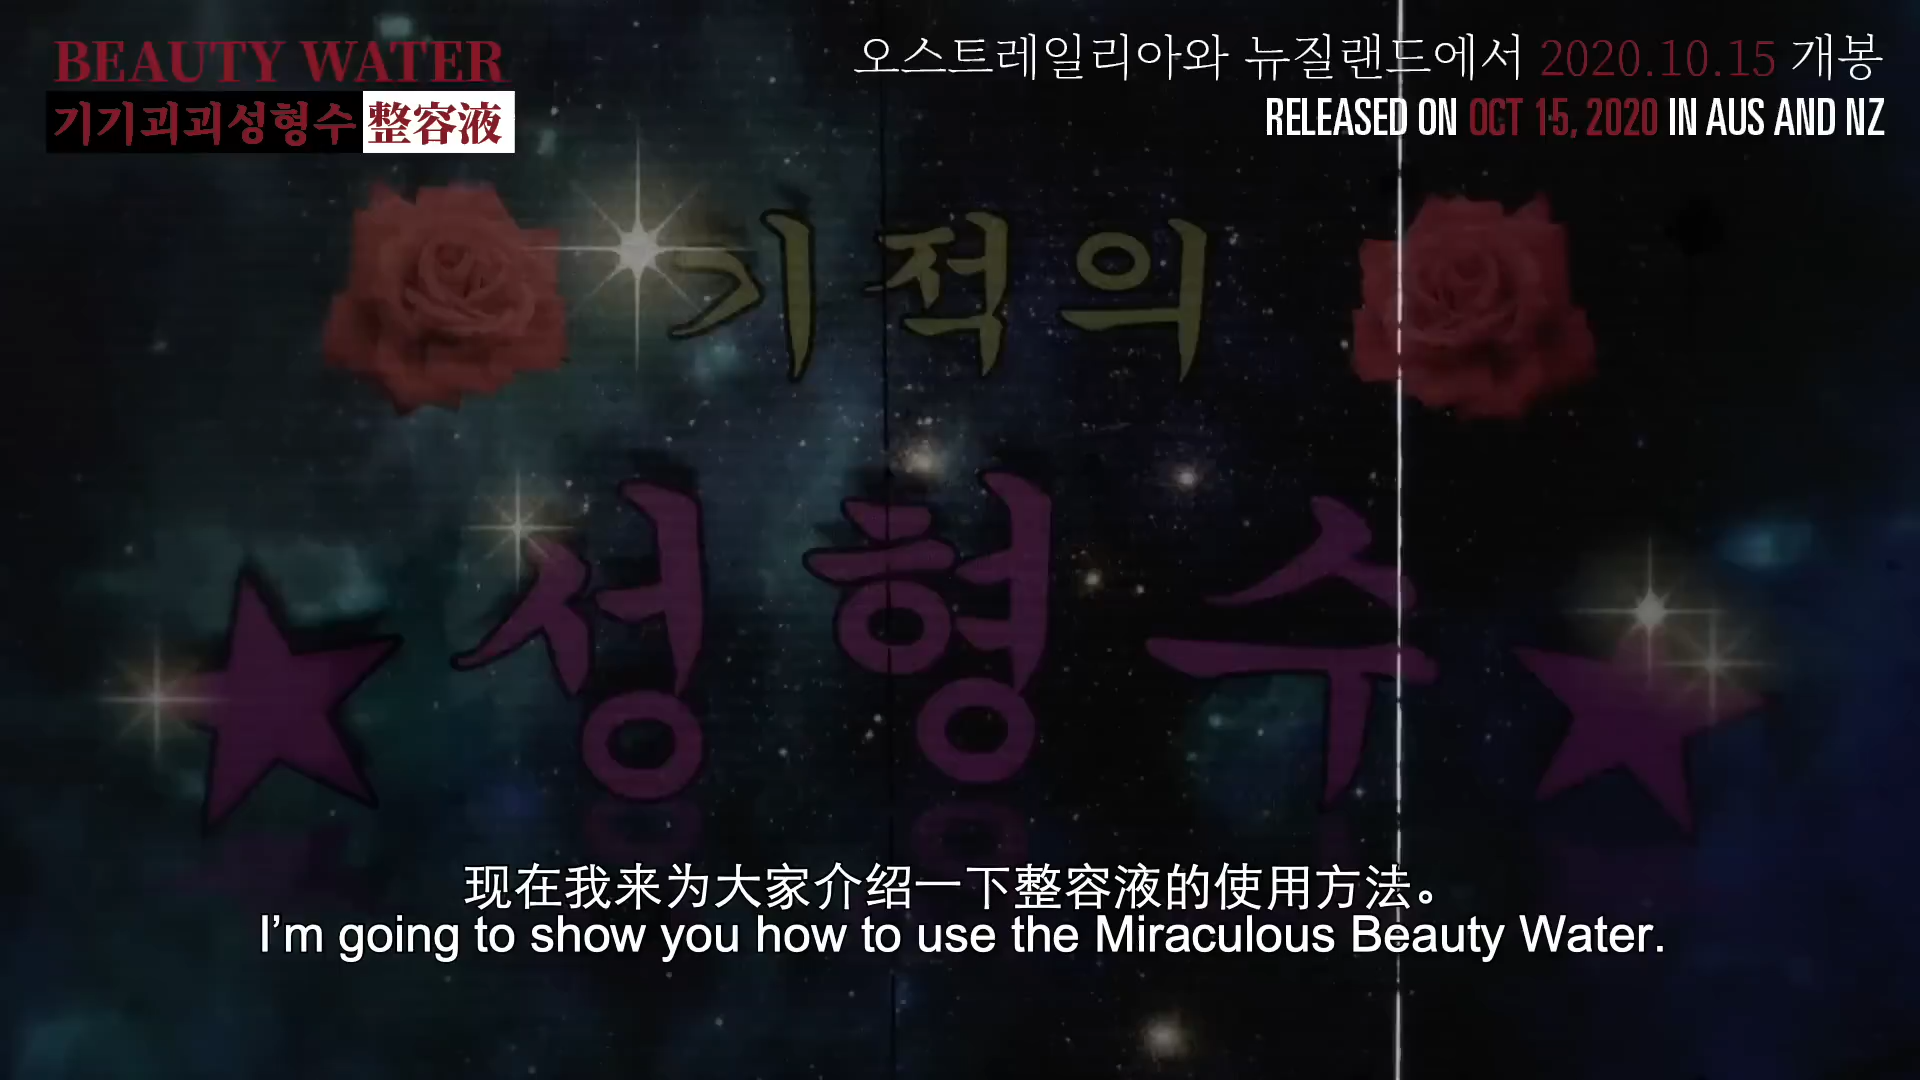 BEAUTY WATER
기기괴괴성형수 整容液
오스트레일리아와 뉴질랜드에서 2020.10.15 개봉
RELEASED ON OCT 15, 2020 IN AUS AND NZ
기적의
성형수
现在我来为大家介绍一下整容液的使用方法。
I'm going to show you how to use the Miraculous Beauty Water.